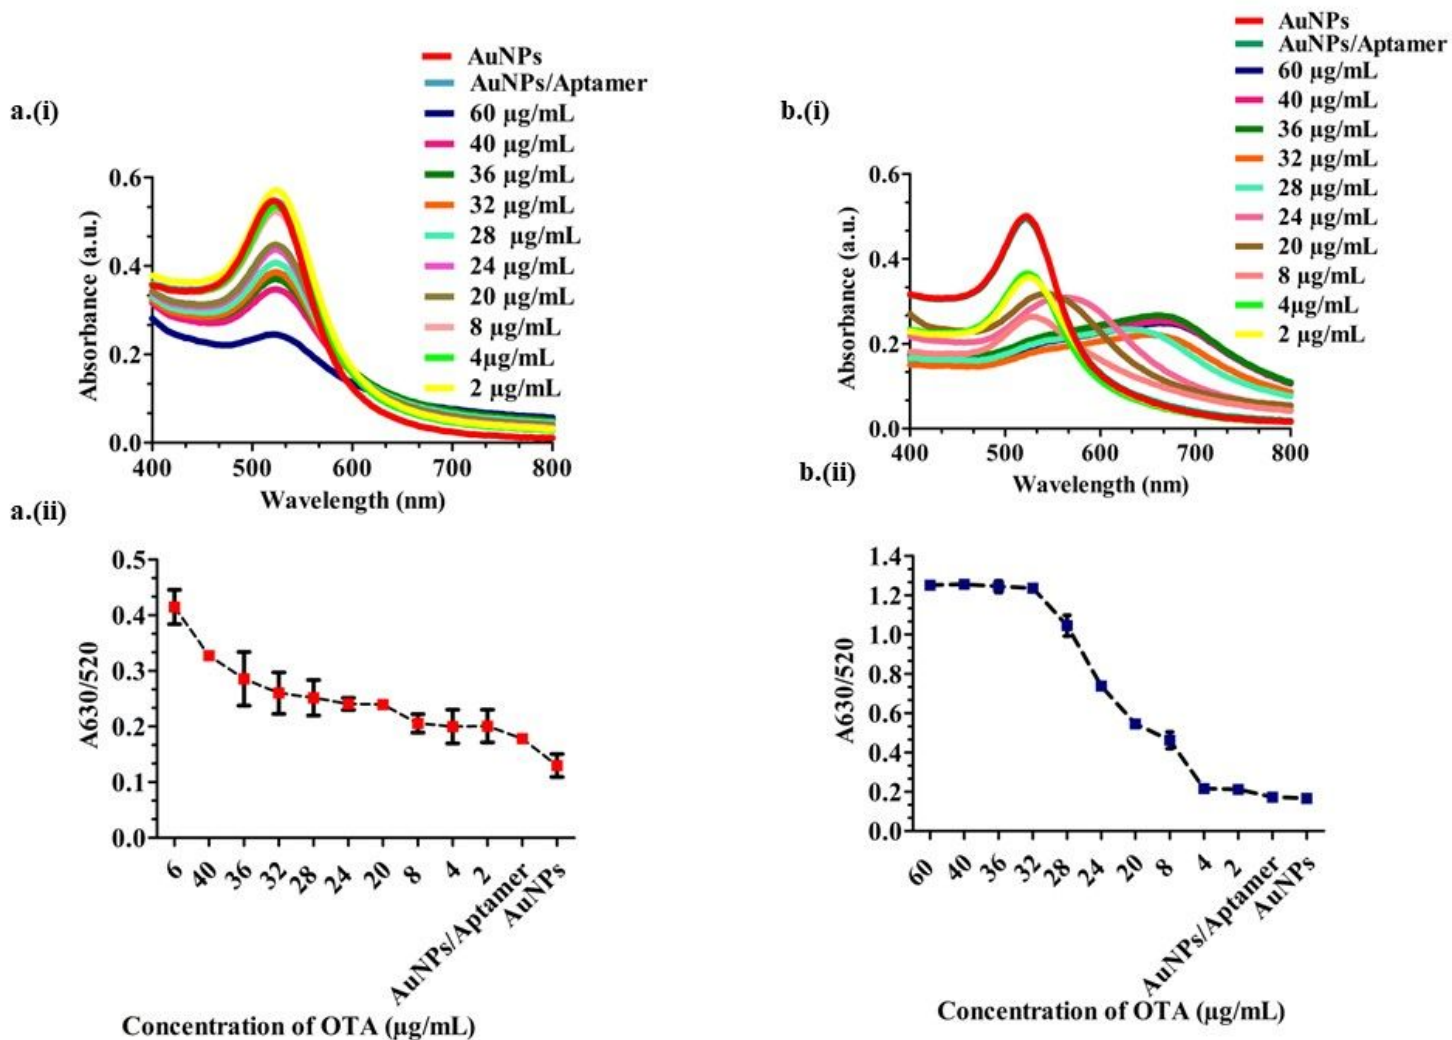 a.(i)
AuNPs
AuNPs/Aptamer
60 µg/mL
40 µg/mL
36 µg/mL
32 µg/mL
28 µg/mL
24 µg/mL
20 µg/mL
8 µg/mL
4µg/mL
2 µg/mL
Absorbance (a.u.)
0.6
0.4
0.2
0.0
400 500 600 700 800
Wavelength (nm)
b.(i)
AuNPs
AuNPs/Aptamer
60 µg/mL
40 µg/mL
36 µg/mL
32 µg/mL
28 µg/mL
24 µg/mL
20 µg/mL
8 µg/mL
4µg/mL
2 µg/mL
Absorbance (a.u.)
0.6
0.4
0.2
0.0
400 500 600 700 800
Wavelength (nm)
a.(ii)
A630/520
0.5
0.4
0.3
0.2
0.1
0.0
6 40 36 32 28 24 20 8 4 2 AuNPs/Aptamer AuNPs
Concentration of OTA (µg/mL)
b.(ii)
A630/520
1.4
1.2
1.0
0.8
0.6
0.4
0.2
0.0
60 40 36 32 28 24 20 8 4 2 AuNPs/Aptamer AuNPs
Concentration of OTA (µg/mL)